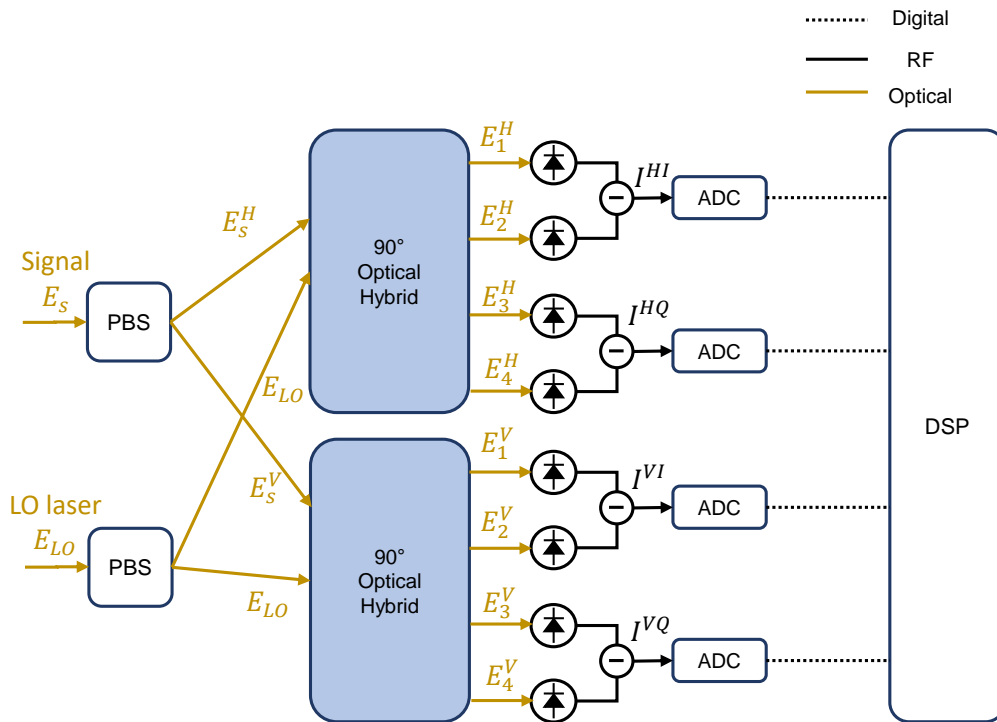 Digital
RF
Optical
Signal
E_s
PBS
LO laser
E_LO
PBS
E_s^H
E_LO
E_s^V
E_LO
90°
Optical
Hybrid
90°
Optical
Hybrid
E_1^H
E_2^H
E_3^H
E_4^H
E_1^V
E_2^V
E_3^V
E_4^V
I^HI
ADC
I^HQ
ADC
I^VI
ADC
I^VQ
ADC
DSP